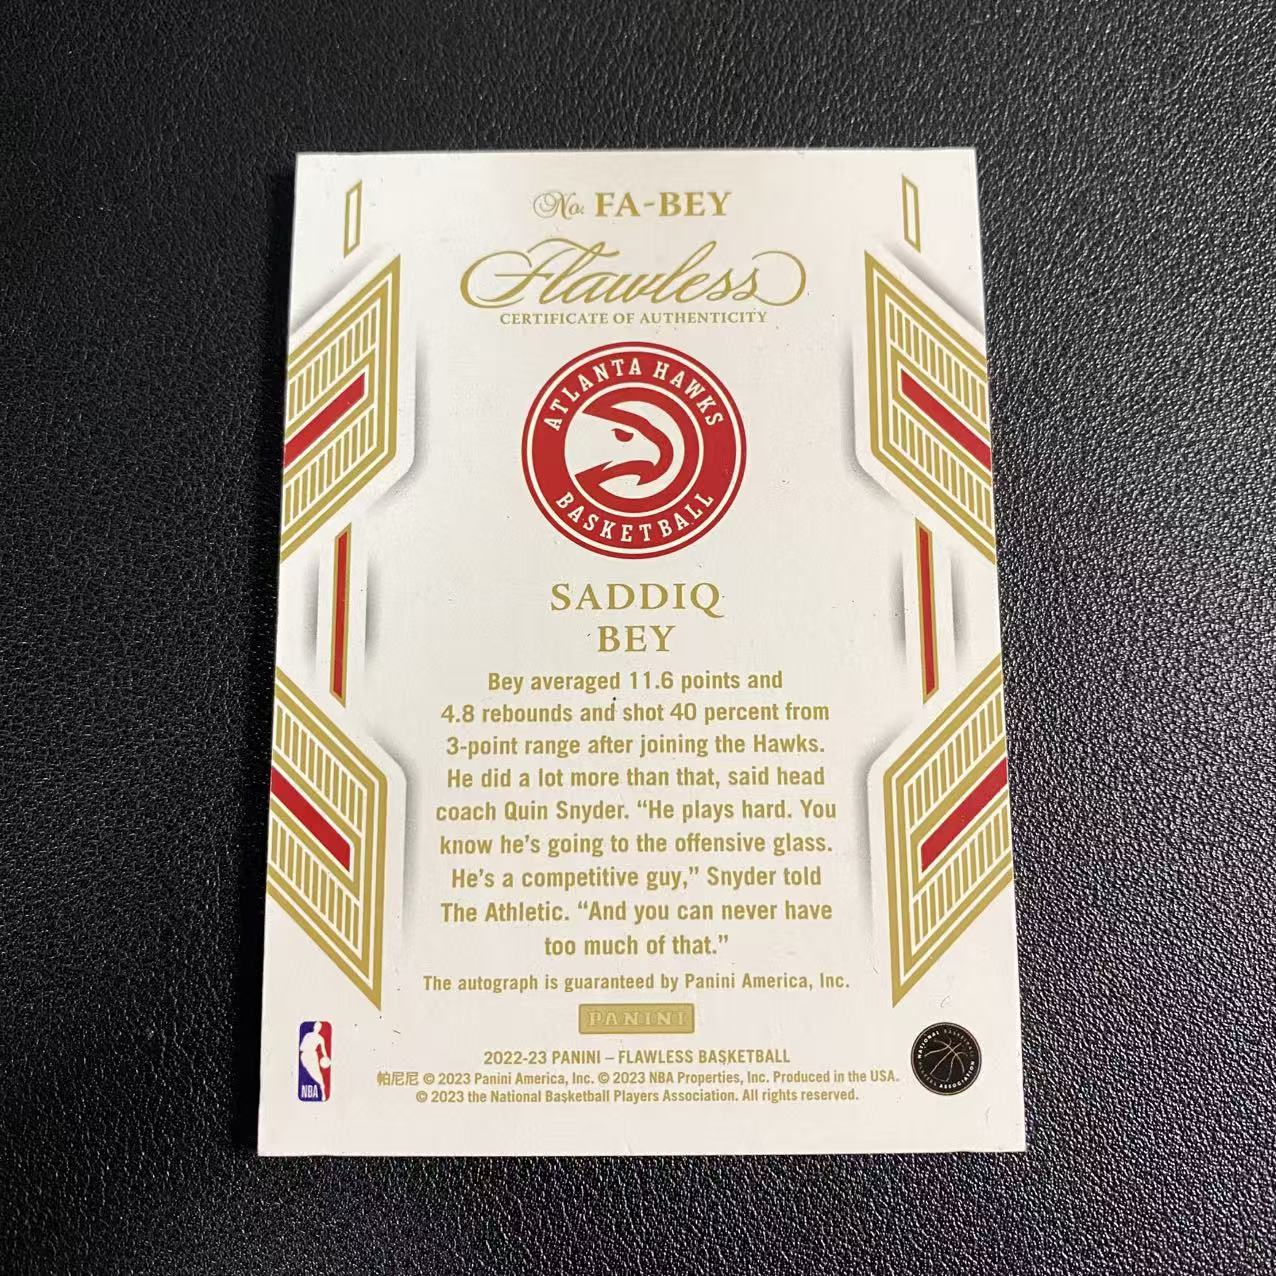 No. FA-BEY
Flawless
CERTIFICATE OF AUTHENTICITY
ATLANTA HAWKS
BASKETBALL
SADDIQ
BEY
Bey averaged 11.6 points and
4.8 rebounds and shot 40 percent from
3-point range after joining the Hawks.
He did a lot more than that, said head
coach Quin Snyder. “He plays hard. You
know he’s going to the offensive glass.
He’s a competitive guy,” Snyder told
The Athletic. “And you can never have
too much of that.”
The autograph is guaranteed by Panini America, Inc.
PANINI
NBA
2022-23 PANINI – FLAWLESS BASKETBALL
帕尼尼 © 2023 Panini America, Inc. © 2023 NBA Properties, Inc. Produced in the USA.
© 2023 the National Basketball Players Association. All rights reserved.
NATIONAL
ASSOCIATION